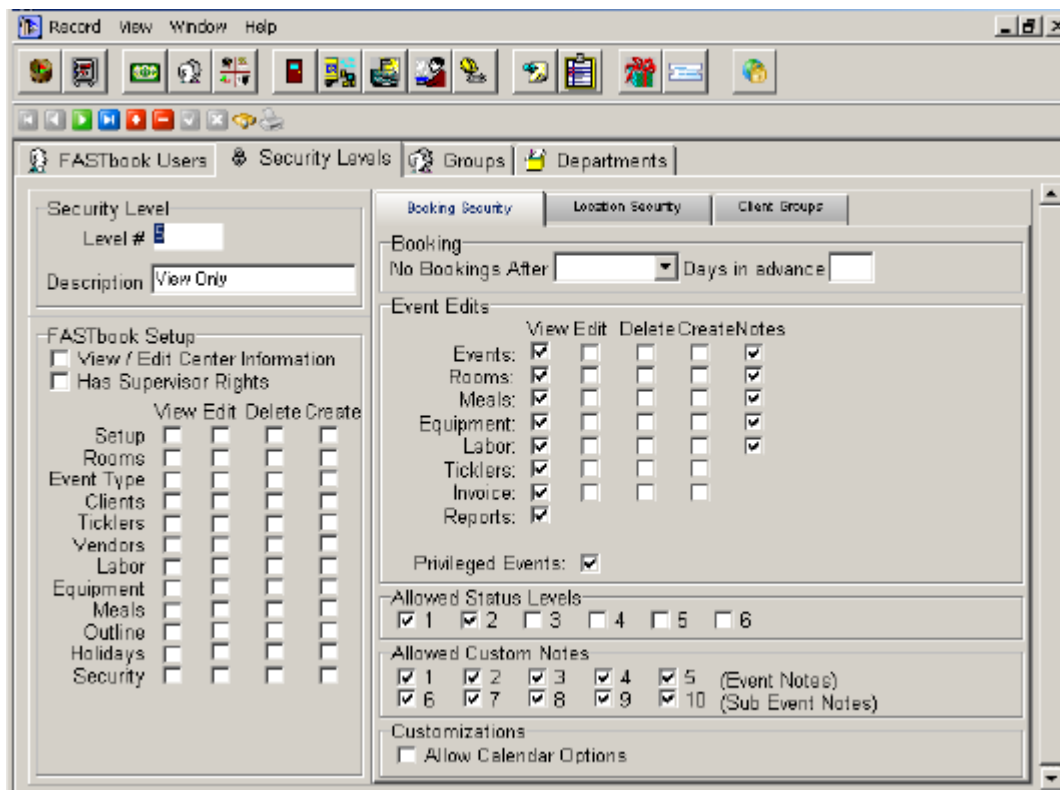 Record View Window Help
FASTbook Users Security Levels Groups Departments
Security Level
Level # 5
Description View Only
FASTbook Setup
View / Edit Center Information
Has Supervisor Rights
View Edit Delete Create
Setup
Rooms
Event Type
Clients
Ticklers
Vendors
Labor
Equipment
Meals
Outline
Holidays
Security
Booking Security Location Security Client Groups
Booking
No Bookings After Days in advance
Event Edits
View Edit Delete Create Notes
Events:
Rooms:
Meals:
Equipment:
Labor:
Ticklers:
Invoice:
Reports:
Privileged Events:
Allowed Status Levels
1 2 3 4 5 6
Allowed Custom Notes
1 2 3 4 5 (Event Notes)
6 7 8 9 10 (Sub Event Notes)
Customizations
Allow Calendar Options